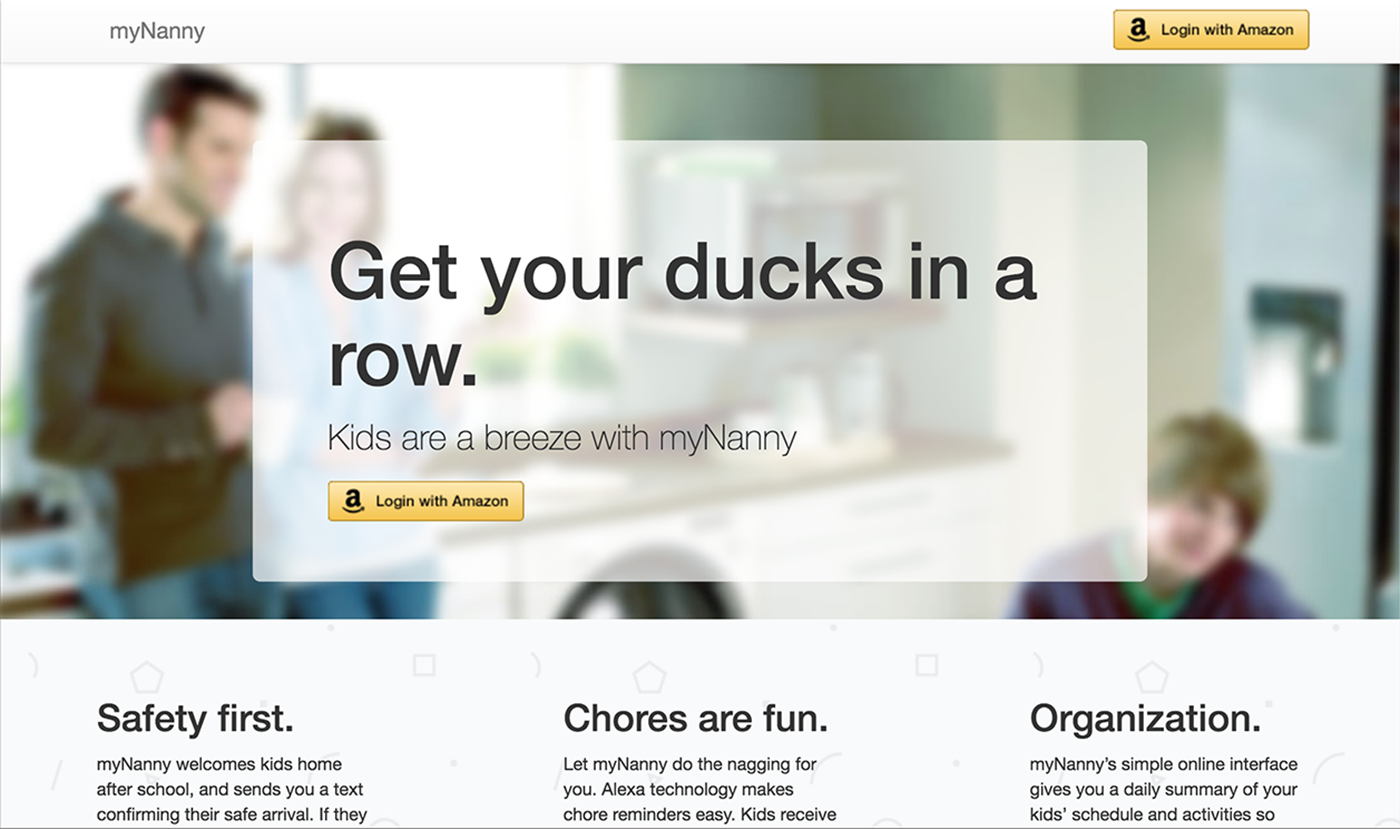 myNanny
Login with Amazon
Get your ducks in a
row.
Kids are a breeze with myNanny
Login with Amazon
Safety first.
myNanny welcomes kids home
after school, and sends you a text
confirming their safe arrival. If they
Chores are fun.
Let myNanny do the nagging for
you. Alexa technology makes
chore reminders easy. Kids receive
Organization.
myNanny’s simple online interface
gives you a daily summary of your
kids’ schedule and activities so